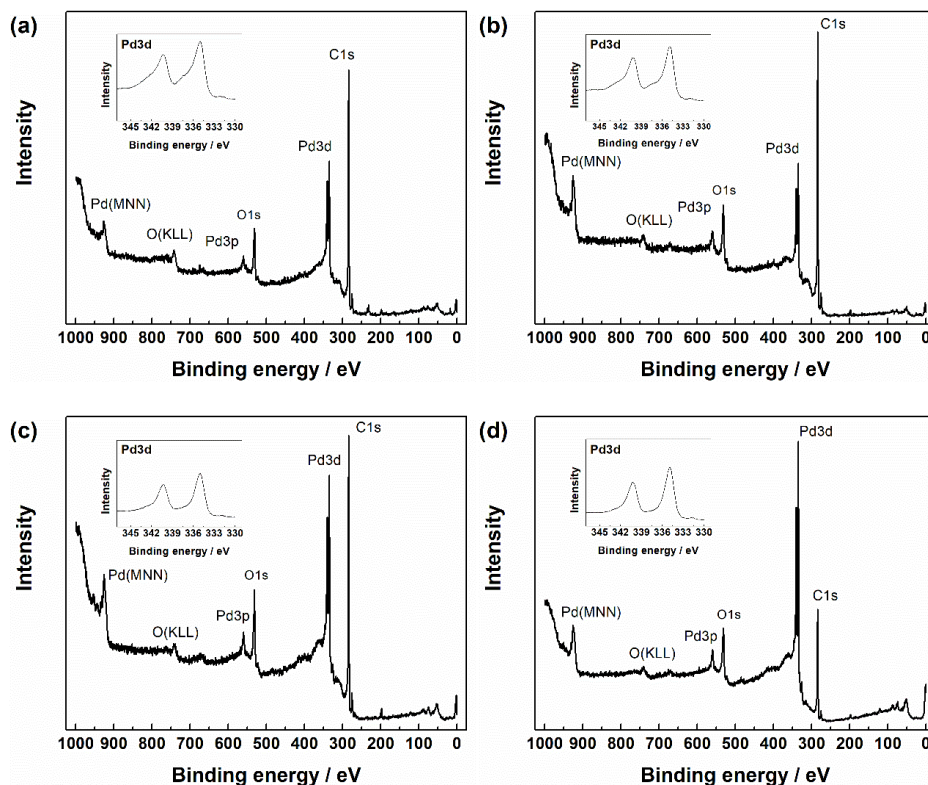 (a)
Pd3d
Intensity
345 342 339 336 333 330
Binding energy / eV
C1s
Pd3d
O1s
Pd3p
O(KLL)
Pd(MNN)
Intensity
1000 900 800 700 600 500 400 300 200 100 0
Binding energy / eV
(b)
Pd3d
Intensity
345 342 339 336 333 330
Binding energy / eV
C1s
Pd3d
O1s
Pd3p
O(KLL)
Pd(MNN)
Intensity
1000 900 800 700 600 500 400 300 200 100 0
Binding energy / eV
(c)
Pd3d
Intensity
345 342 339 336 333 330
Binding energy / eV
C1s
Pd3d
O1s
Pd3p
O(KLL)
Pd(MNN)
Intensity
1000 900 800 700 600 500 400 300 200 100 0
Binding energy / eV
(d)
Pd3d
Intensity
345 342 339 336 333 330
Binding energy / eV
Pd3d
C1s
O1s
Pd3p
O(KLL)
Pd(MNN)
Intensity
1000 900 800 700 600 500 400 300 200 100 0
Binding energy / eV